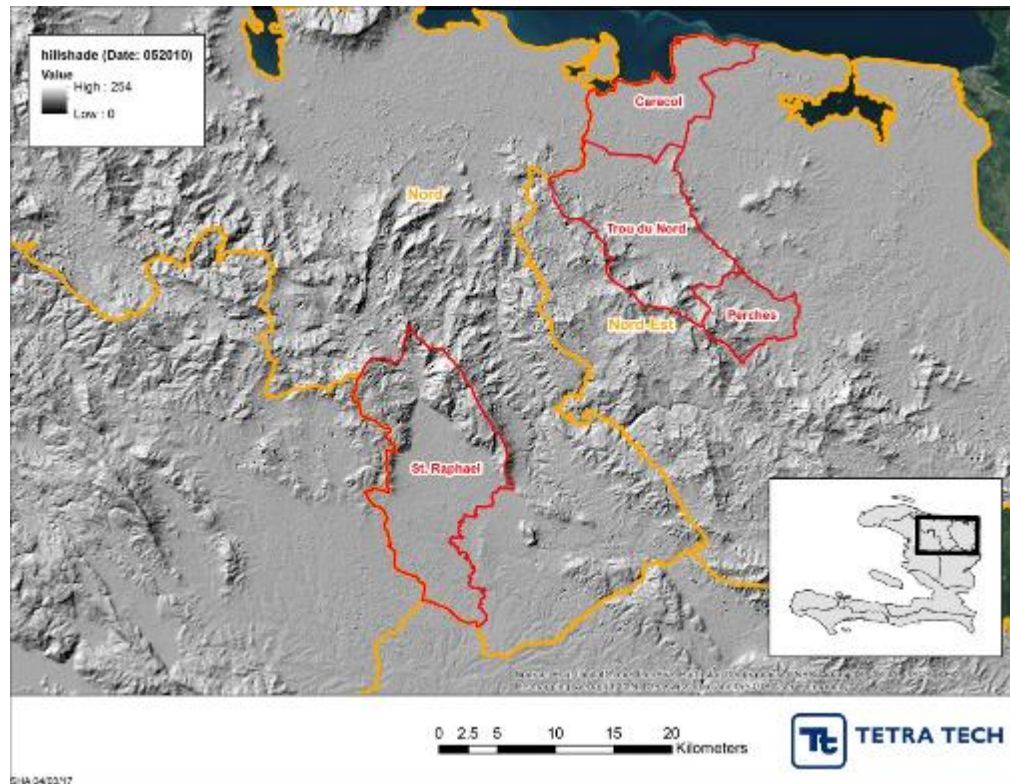 hillshade (Date: 052010)
Value
High : 254
Low : 0
Caracol
Nord
Trou du Nord
Nord-Est
Perches
St. Raphael
0 2.5 5 10 15 20
Kilometers
Tt TETRA TECH